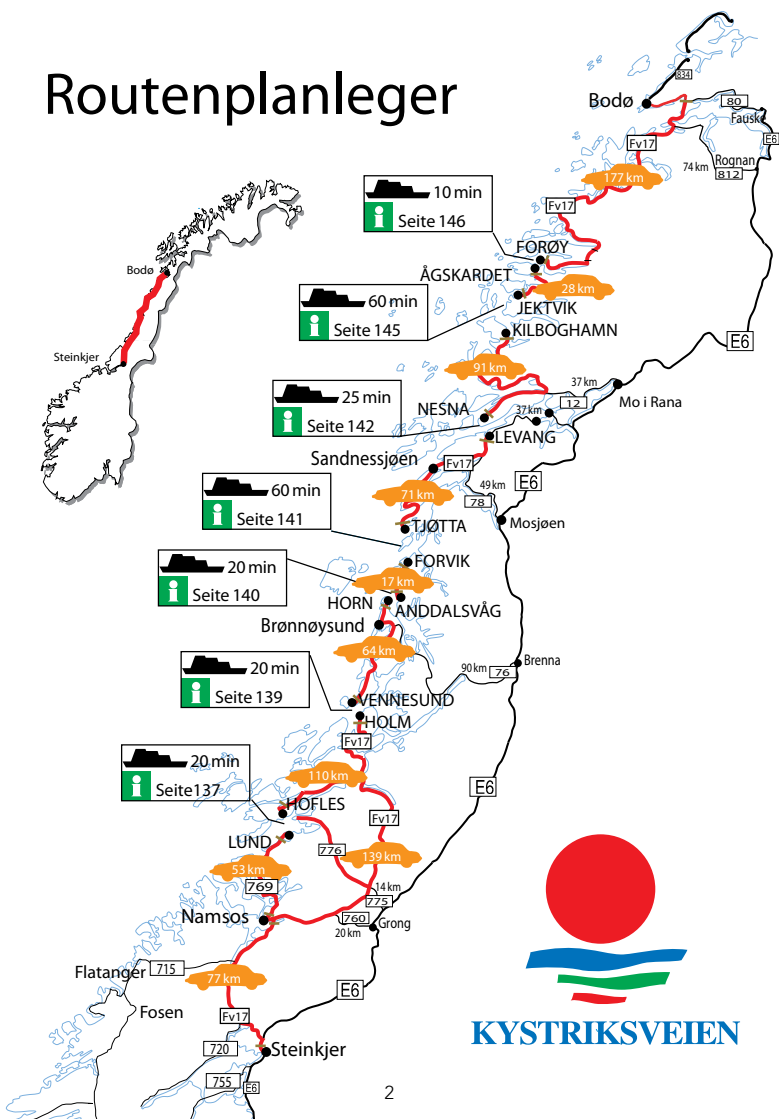 Routenplanleger
834
Bodø
80
Fauske
E6
Fv17
Rognan
74 km
812
177 km
10 min
i Seite 146
Fv17
FORØY
Bodø
ÅGSKARDET
28 km
60 min
i Seite 145
JEKTVIK
KILBOGHAMN
E6
Steinkjer
91 km
37 km
Mo i Rana
25 min
i Seite 142
12
NESNA
37 km
LEVANG
Sandnessjøen
Fv17
60 min
i Seite 141
71 km
49 km
E6
78
Mosjøen
TJØTTA
20 min
i Seite 140
FORVIK
17 km
HORN
ANDDALSVÅG
Brønnøysund
64 km
20 min
i Seite 139
90 km
76
Brenna
VENNESUND
HOLM
Fv17
20 min
i Seite137
110 km
E6
HOFLES
Fv17
LUND
776
139 km
53 km
769
14 km
775
Namsos
760
20 km
Grong
Flatanger
715
77 km
E6
Fosen
Fv17
KYSTRIKSVEIEN
720
Steinkjer
755
E6
2